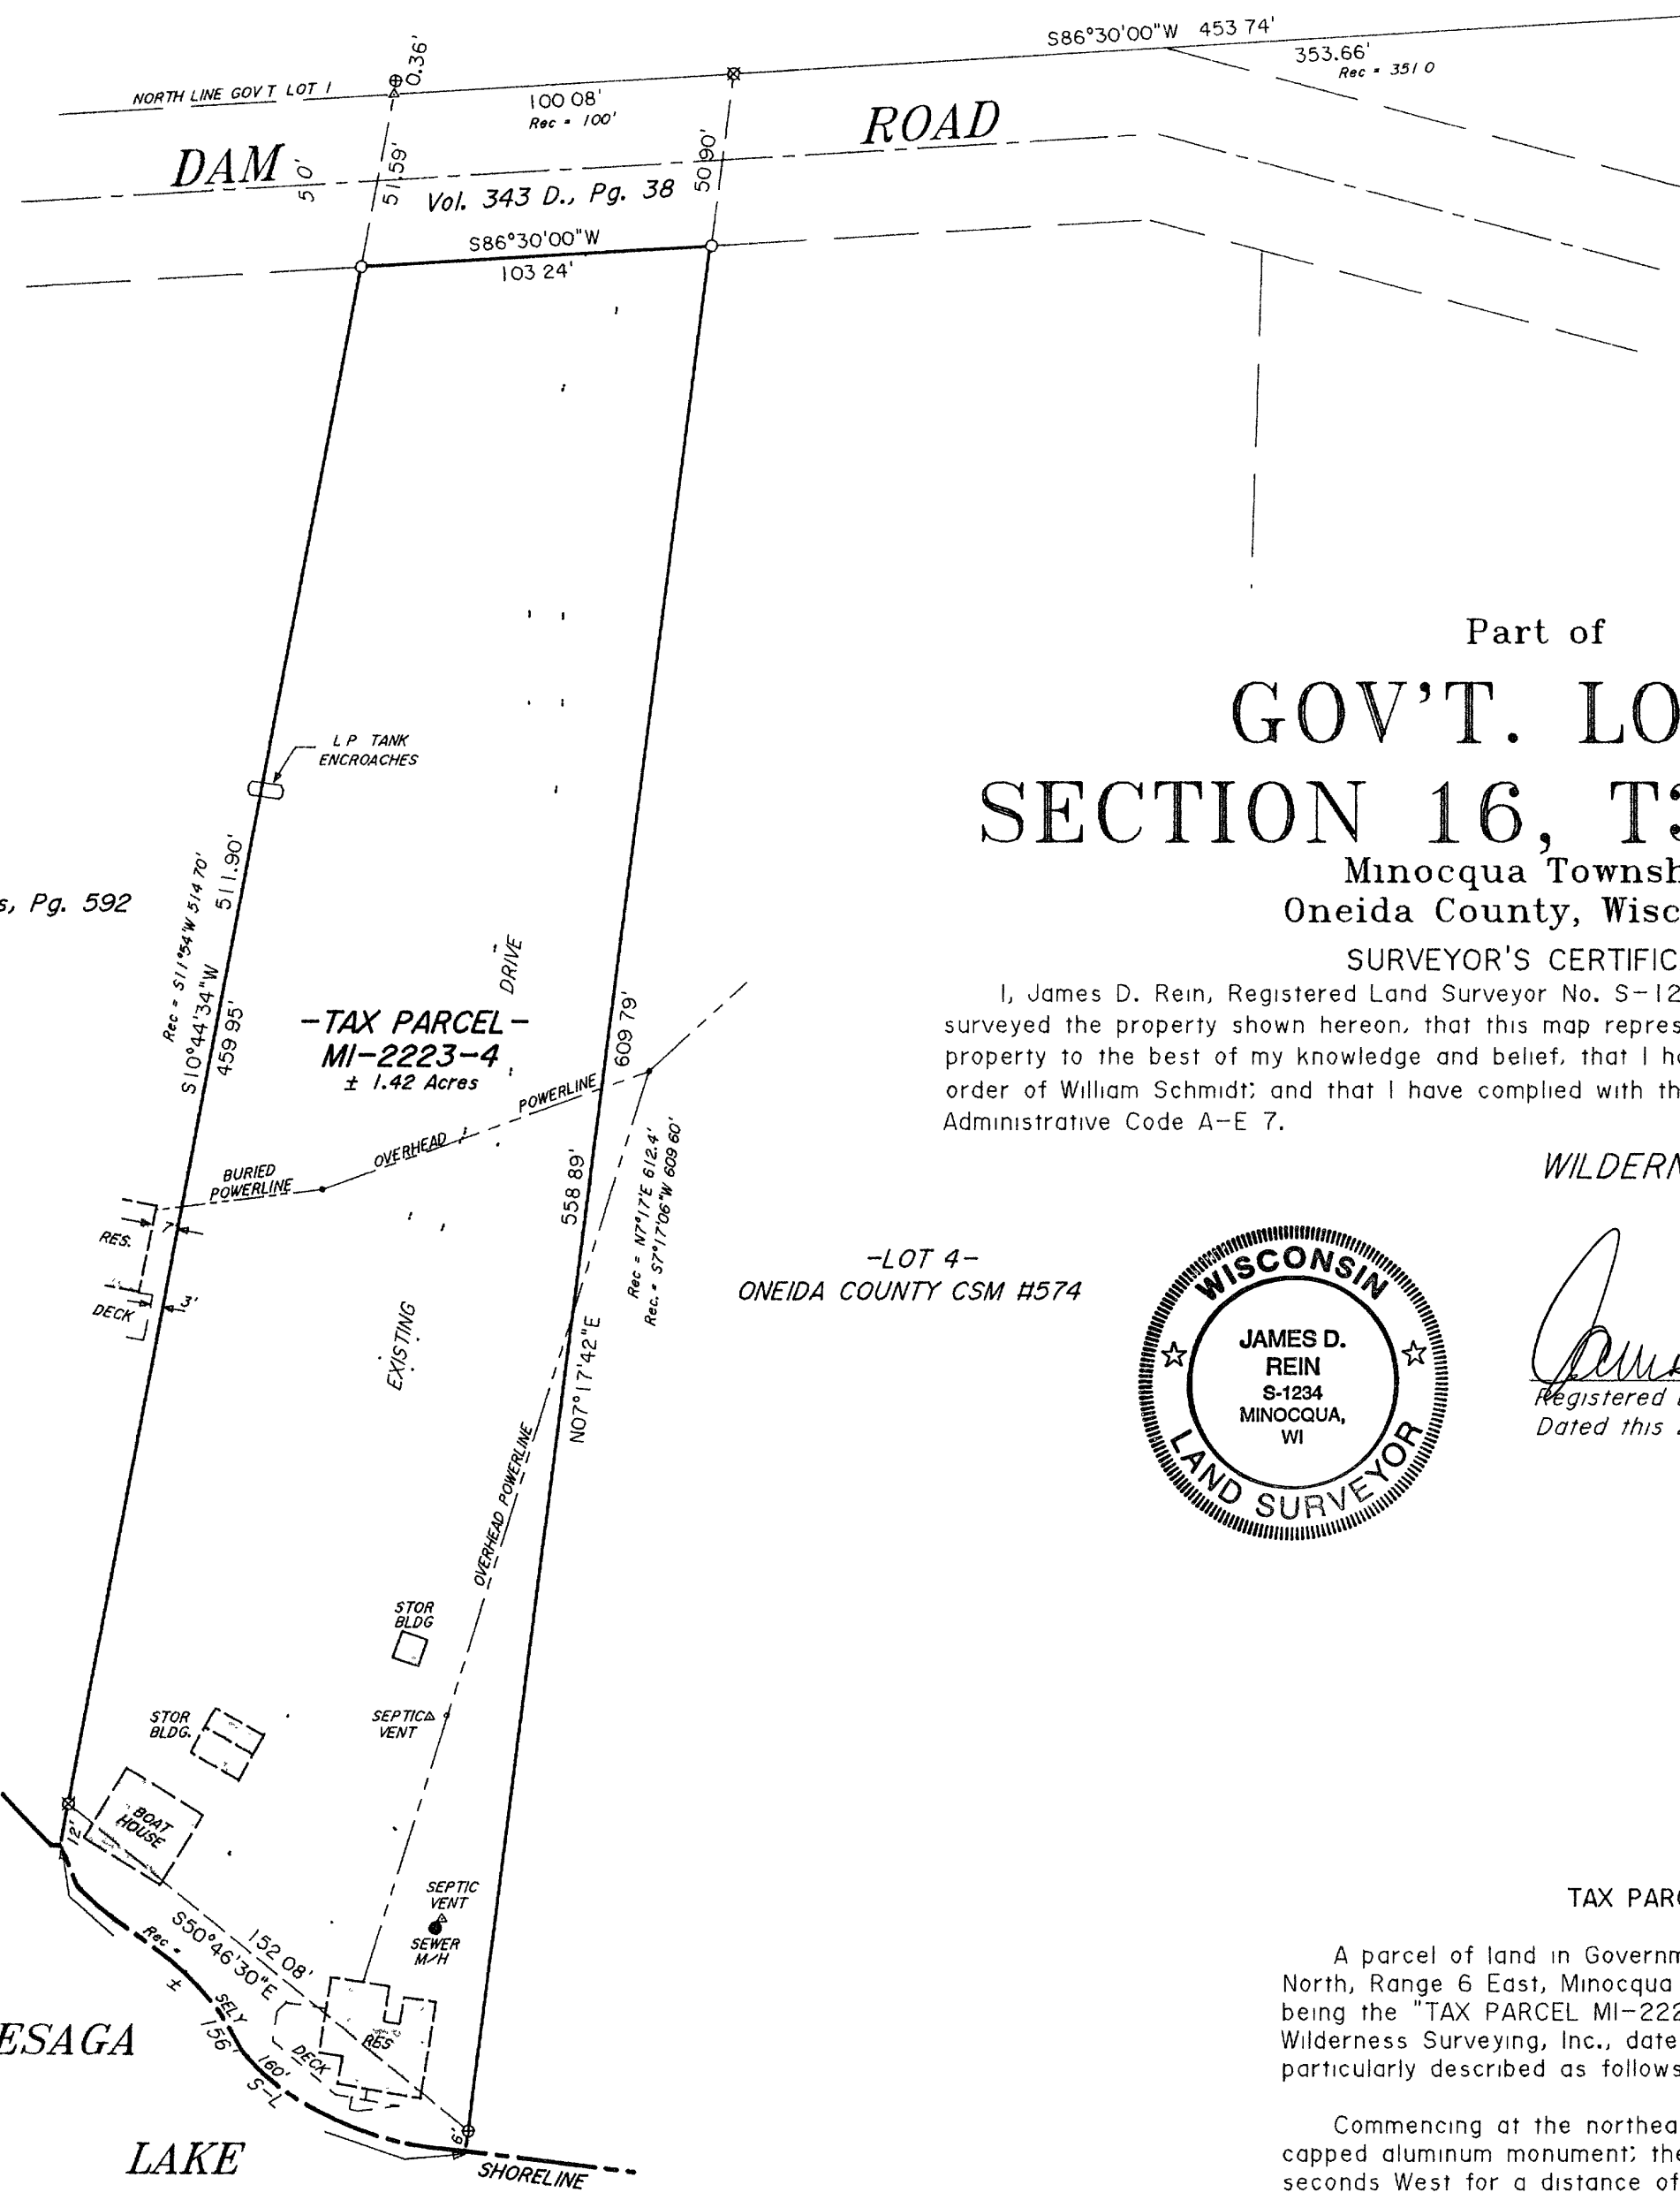 S86°30'00"W 453 74'
353.66'
Rec = 351 0
0.36'
NORTH LINE GOV T LOT 1
100 08'
Rec = 100'
DAM ROAD
5 0'
51.59'
Vol. 343 D., Pg. 38
50 90'
S86°30'00"W
103 24'
Part of
GOV'T. LO
SECTION 16, T3
Minocqua Townsh
Oneida County, Wisc
SURVEYOR'S CERTIFIC
I, James D. Rein, Registered Land Surveyor No. S-12
surveyed the property shown hereon, that this map repres
property to the best of my knowledge and belief, that I ha
order of William Schmidt; and that I have complied with th
Administrative Code A-E 7.
WILDERN
L P TANK
ENCROACHES
s, Pg. 592
Rec = S11°54'W 514 70'
511.90'
S10°44'34"W
459 95'
-TAX PARCEL-
MI-2223-4
± 1.42 Acres
DRIVE
609 79'
POWERLINE
OVERHEAD
BURIED
POWERLINE
RES.
7'
DECK
3'
EXISTING
558 89'
Rec = N7°17'E 612.4'
Rec. = S7°17'06"W 609 60'
N07°17'42"E
-LOT 4-
ONEIDA COUNTY CSM #574
WISCONSIN
JAMES D.
REIN
S-1234
MINOCQUA,
WI
LAND SURVEYOR
Registered
Dated this
OVERHEAD POWERLINE
STOR
BLDG
STOR
BLDG.
SEPTIC
VENT
BOAT
HOUSE
12'
SEPTIC
VENT
SEWER
M/H
S50°46'30"E
152 08'
Rec =
±
SELY
156'
160'
S-L
DECK
RES
6'
ESAGA
LAKE
SHORELINE
TAX PARC
A parcel of land in Governm
North, Range 6 East, Minocqua
being the "TAX PARCEL MI-222
Wilderness Surveying, Inc., date
particularly described as follows
Commencing at the northea
capped aluminum monument; the
seconds West for a distance of